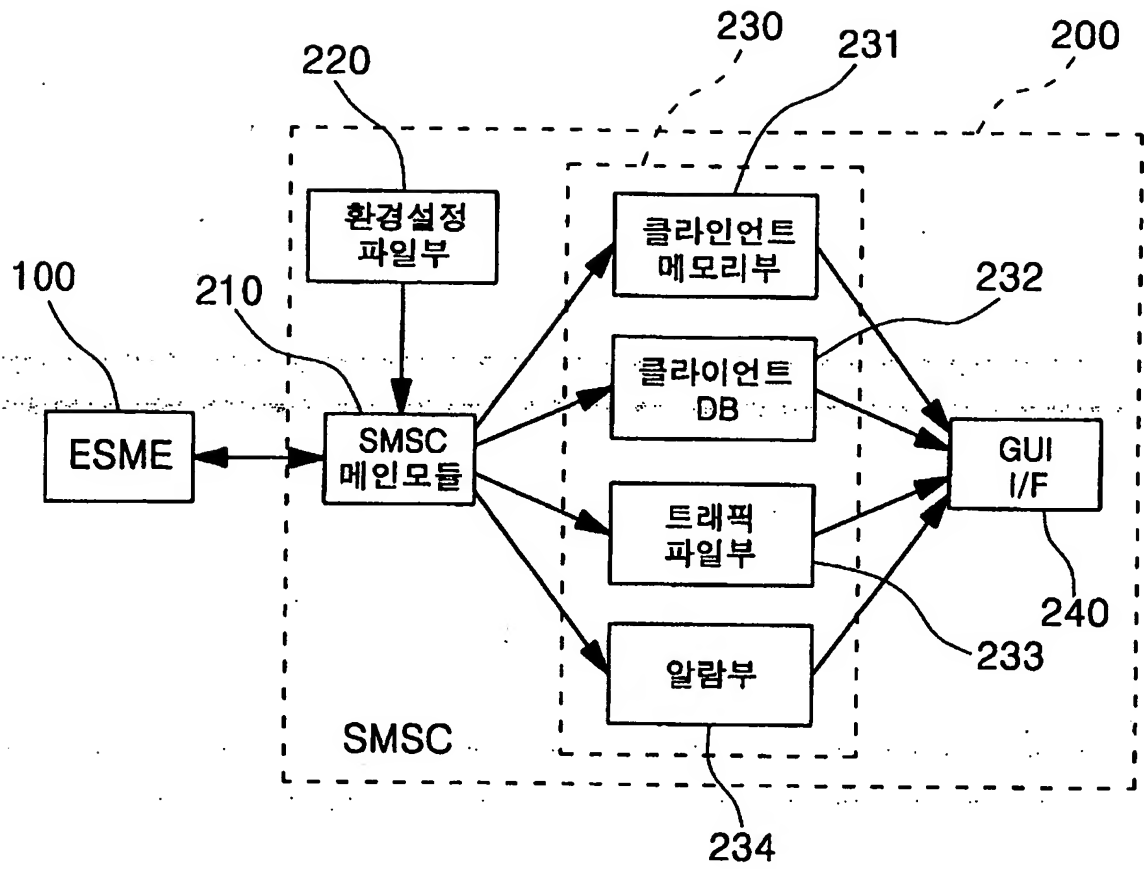 230
231
200
220
환경설정
파일부
클라인언트
메모리부
100
210
232
클라이언트
DB
ESME
SMSC
메인모듈
GUI
I/F
트래픽
파일부
240
233
알람부
SMSC
234